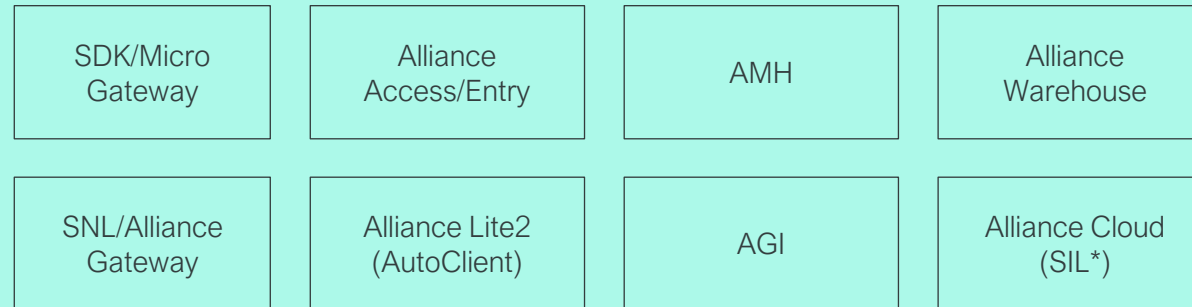 SDK/Micro
Gateway
Alliance
Access/Entry
AMH
Alliance
Warehouse
SNL/Alliance
Gateway
Alliance Lite2
(AutoClient)
AGI
Alliance Cloud
(SIL*)